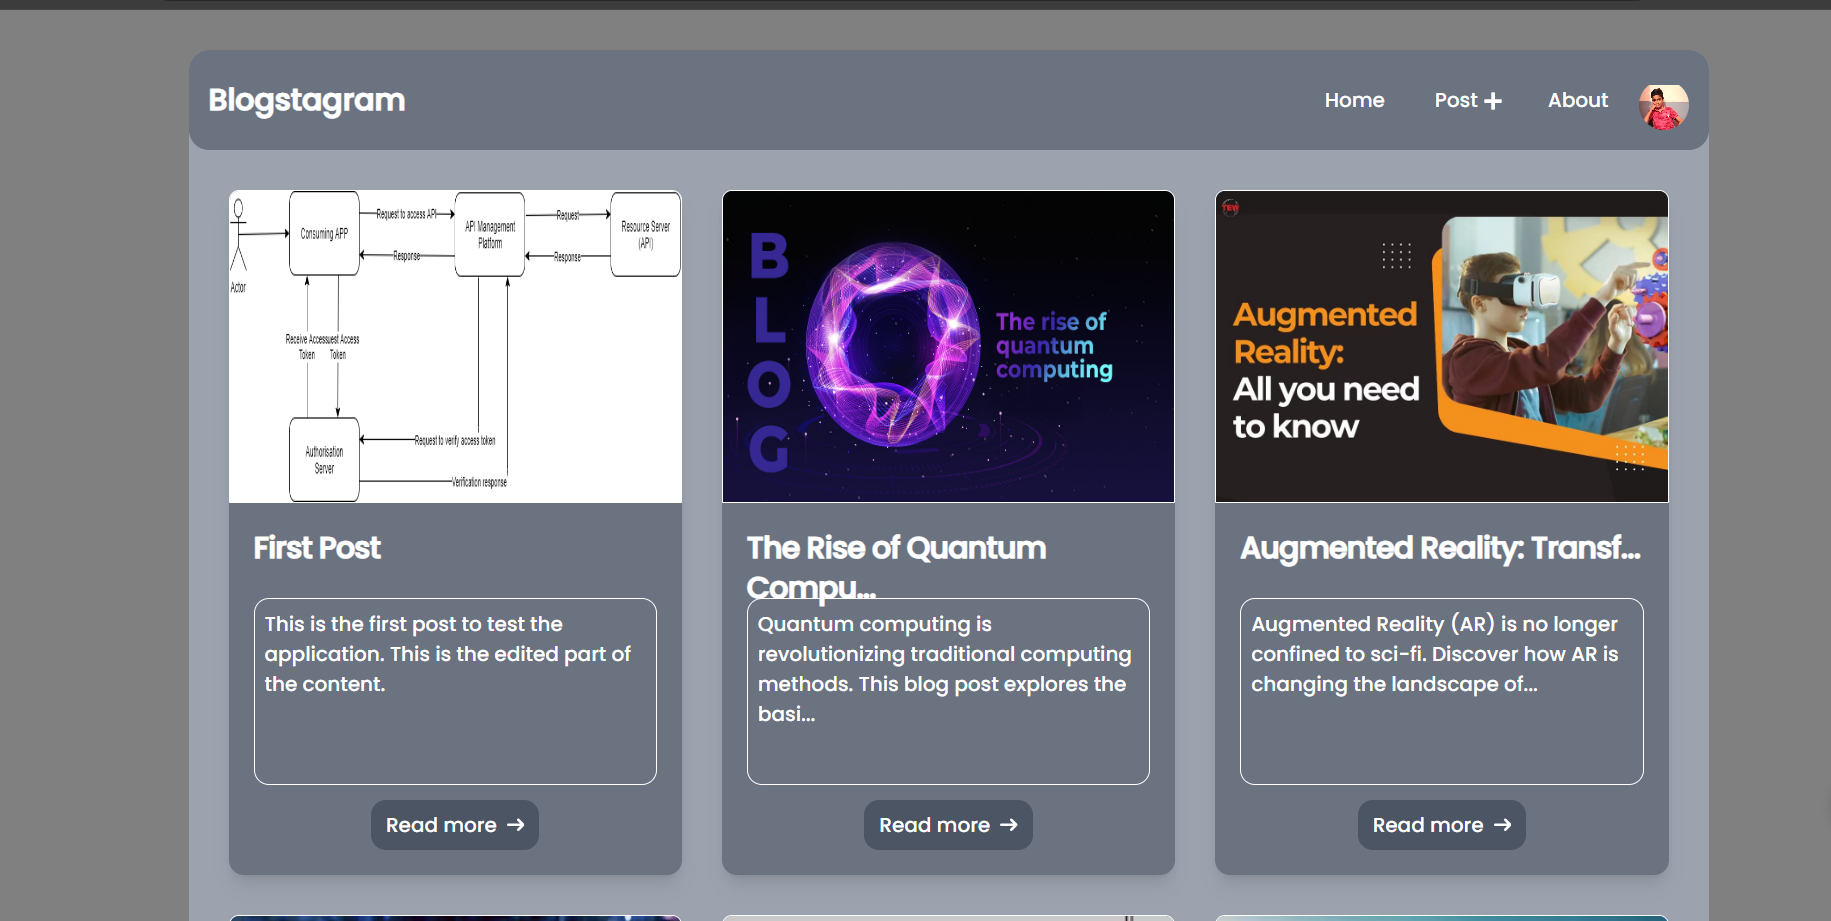 Blogstagram
Home
Post
About
Actor
Consuming APP
Request to access API
Response
API Management
Platform
Request
Response
Resource Server
(API)
Receive Access
Token
uest Access
Token
Authorisation
Server
Request to verify access token
Verification response
BLOG
The rise of
quantum
computing
TEW
Augmented
Reality:
All you need
to know
First Post
This is the first post to test the
application. This is the edited part of
the content.
Read more →
The Rise of Quantum
Compu...
Quantum computing is
revolutionizing traditional computing
methods. This blog post explores the
basi...
Read more →
Augmented Reality: Transf...
Augmented Reality (AR) is no longer
confined to sci-fi. Discover how AR is
changing the landscape of...
Read more →